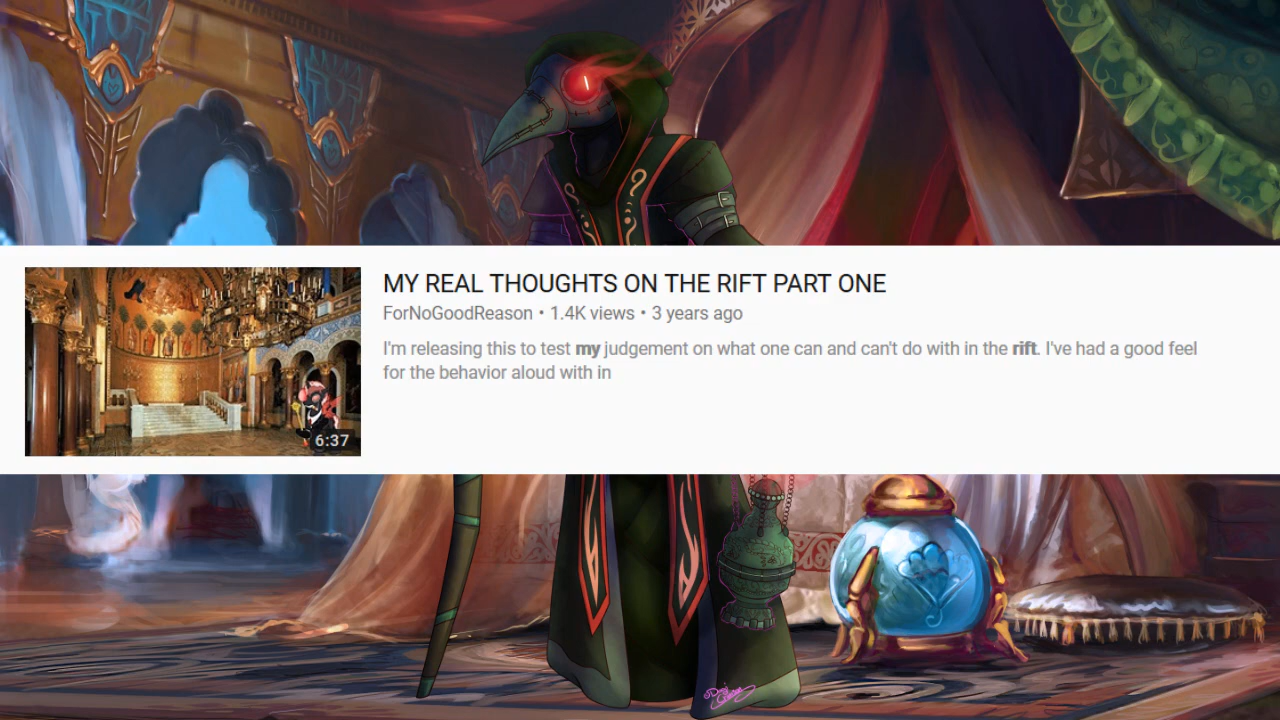 MY REAL THOUGHTS ON THE RIFT PART ONE
ForNoGoodReason • 1.4K views • 3 years ago
I'm releasing this to test my judgement on what one can and can't do with in the rift. I've had a good feel
for the behavior aloud with in
6:37